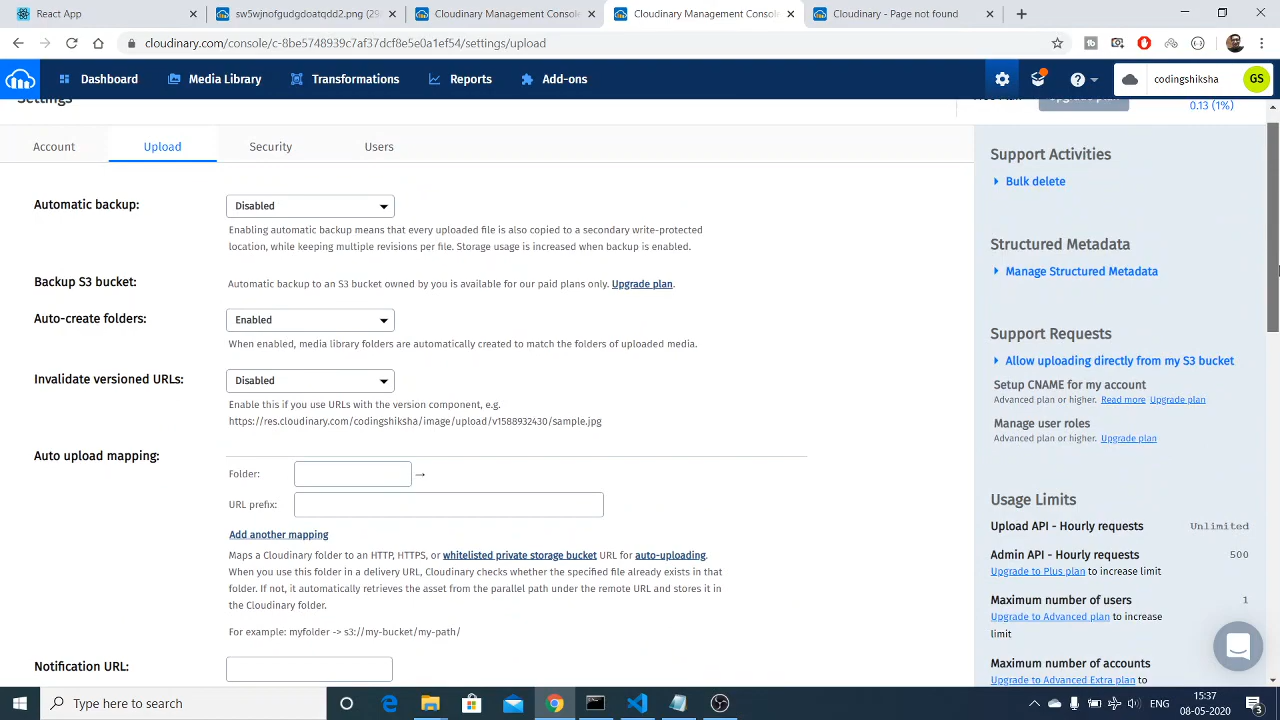 React App
sw5wjnofgudgdoatqdd2.png (29
Cloudinary Management Console
Cloudinary Management Console
Cloudinary - Page not found
cloudinary.com/console/c-8be5748939c7af37dcf0e5e0a1ef54/settings/upload
Dashboard
Media Library
Transformations
Reports
Add-ons
codingshiksha
GS
Settings
Upgrade plan
0.13 (1%)
Account
Upload
Security
Users
Automatic backup:
Disabled
Enabling automatic backup means that every uploaded file is also copied to a secondary write-protected
location, while keeping multiple revisions per file. Storage usage is increased when backup is enabled.
Backup S3 bucket:
Automatic backup to an S3 bucket owned by you is available for our paid plans only. Upgrade plan.
Auto-create folders:
Enabled
When enabled, media library folders are automatically created to match the folders of uploaded media.
Invalidate versioned URLs:
Disabled
Enable this if you use URLs with the version component, e.g.
https://res.cloudinary.com/codingshiksha/image/upload/v1588932430/sample.jpg
Auto upload mapping:
Folder:
→
URL prefix:
Add another mapping
Maps a Cloudinary folder to an HTTP, HTTPS, or whitelisted private storage bucket URL for auto-uploading.
When you use this folder in a delivery URL, Cloudinary checks whether the specified file already exists in that
folder. If not, it automatically retrieves the asset from the parallel path under the remote URL and stores it in
the Cloudinary folder.
For example: myfolder -> s3://my-bucket/my-path/
Notification URL:
Support Activities
Bulk delete
Structured Metadata
Manage Structured Metadata
Support Requests
Allow uploading directly from my S3 bucket
Setup CNAME for my account
Advanced plan or higher. Read more Upgrade plan
Manage user roles
Advanced plan or higher. Upgrade plan
Usage Limits
Upload API - Hourly requests
Unlimited
Admin API - Hourly requests
500
Upgrade to Plus plan to increase limit
Maximum number of users
1
Upgrade to Advanced plan to increase
limit
Maximum number of accounts
Upgrade to Advanced Extra plan to
Type here to search
ENG
15:37
08-05-2020
3